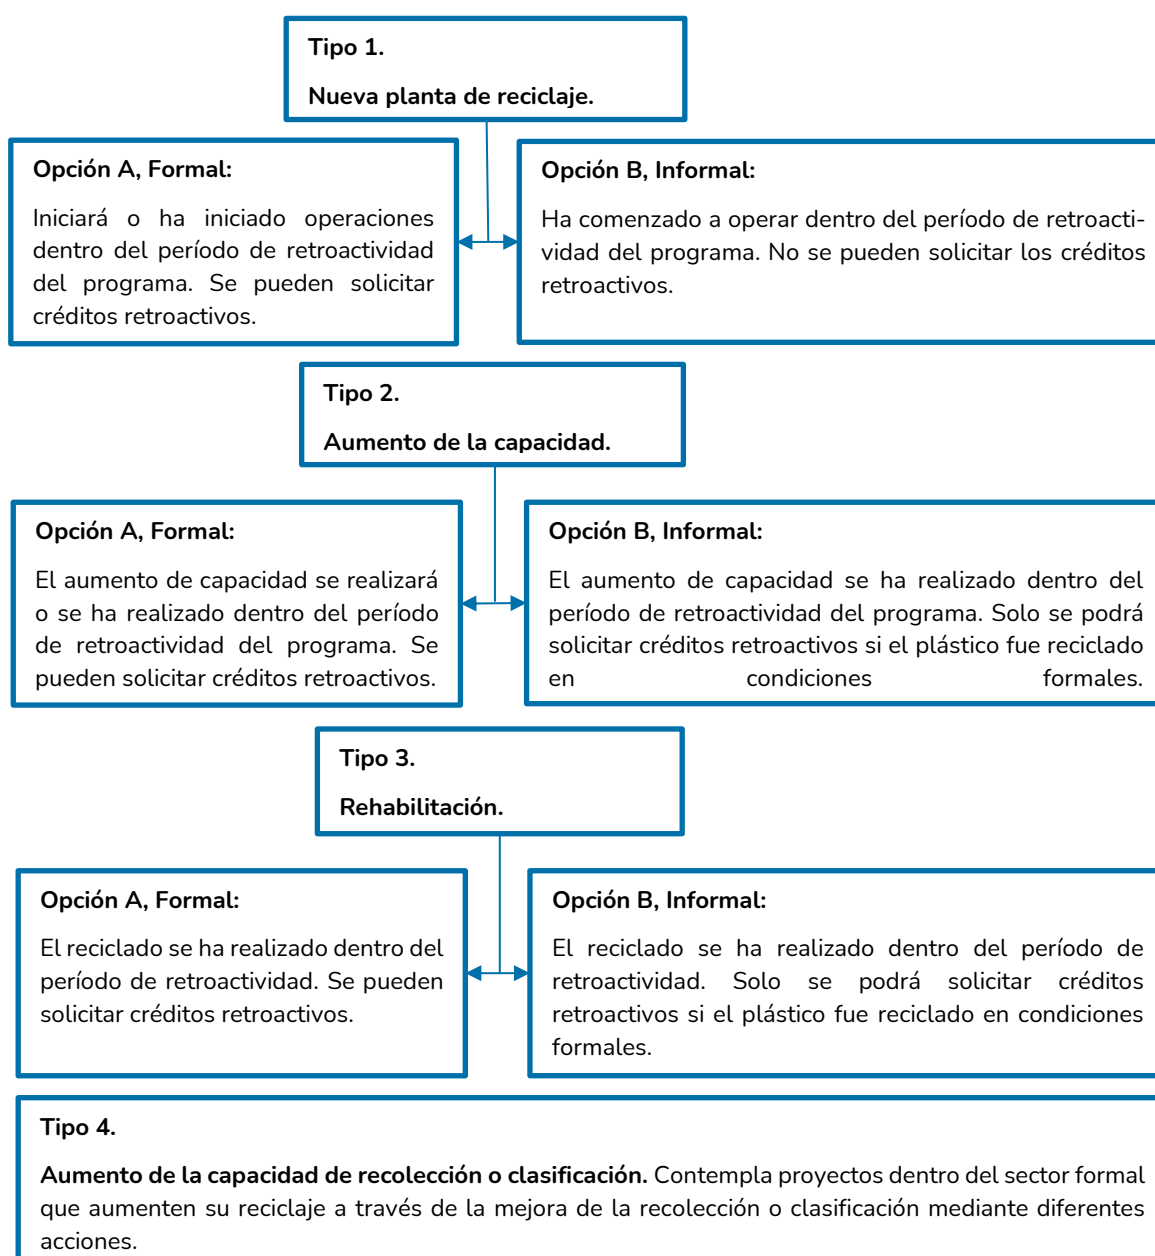 Tipo 1.
Nueva planta de reciclaje.
Opción A, Formal:
Iniciará o ha iniciado operaciones
dentro del período de retroactividad
del programa. Se pueden solicitar
créditos retroactivos.
Opción B, Informal:
Ha comenzado a operar dentro del período de retroacti-
vidad del programa. No se pueden solicitar los créditos
retroactivos.
Tipo 2.
Aumento de la capacidad.
Opción A, Formal:
El aumento de capacidad se realizará
o se ha realizado dentro del período
de retroactividad del programa. Se
pueden solicitar créditos retroactivos.
Opción B, Informal:
El aumento de capacidad se ha realizado dentro del
período de retroactividad del programa. Solo se podrá
solicitar créditos retroactivos si el plástico fue reciclado
en condiciones formales.
Tipo 3.
Rehabilitación.
Opción A, Formal:
El reciclado se ha realizado dentro del
período de retroactividad. Se pueden
solicitar créditos retroactivos.
Opción B, Informal:
El reciclado se ha realizado dentro del período de
retroactividad. Solo se podrá solicitar créditos
retroactivos si el plástico fue reciclado en condiciones
formales.
Tipo 4.
Aumento de la capacidad de recolección o clasificación. Contempla proyectos dentro del sector formal
que aumenten su reciclaje a través de la mejora de la recolección o clasificación mediante diferentes
acciones.